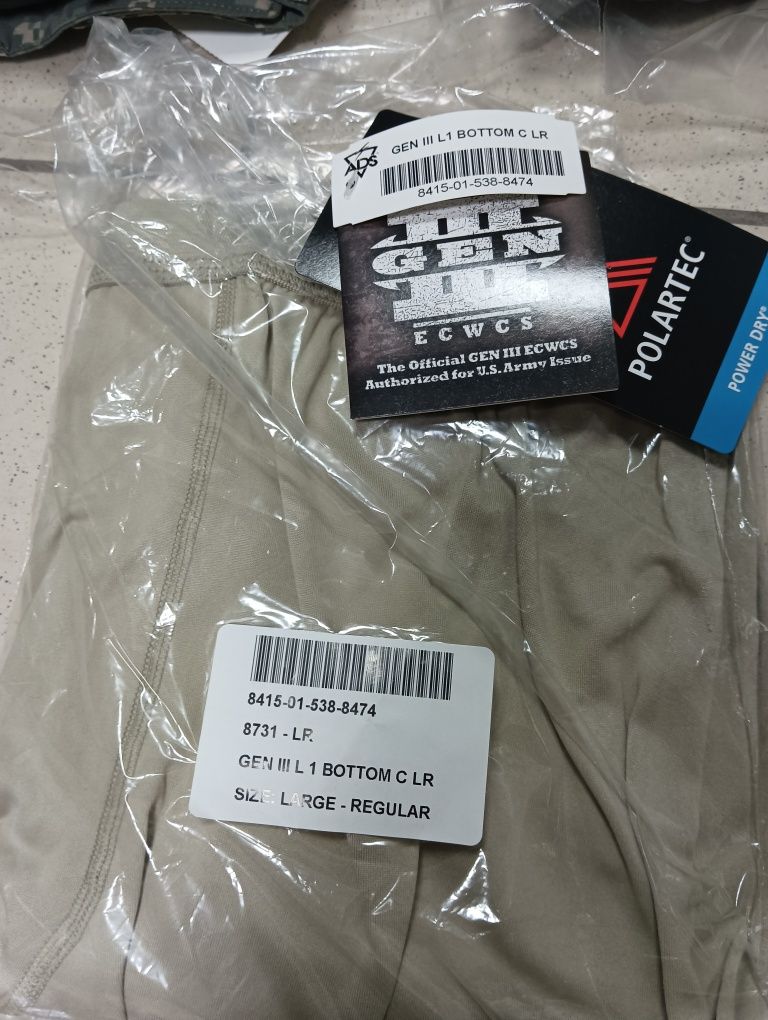 ADS
GEN III L1 BOTTOM C LR
8415-01-538-8474
III
GEN
III
ECWCS
The Official GEN III ECWCS
Authorized for U.S. Army Issue
POLARTEC®
POWER DRY®
8415-01-538-8474
8731 - LR
GEN III L 1 BOTTOM C LR
SIZE: LARGE - REGULAR